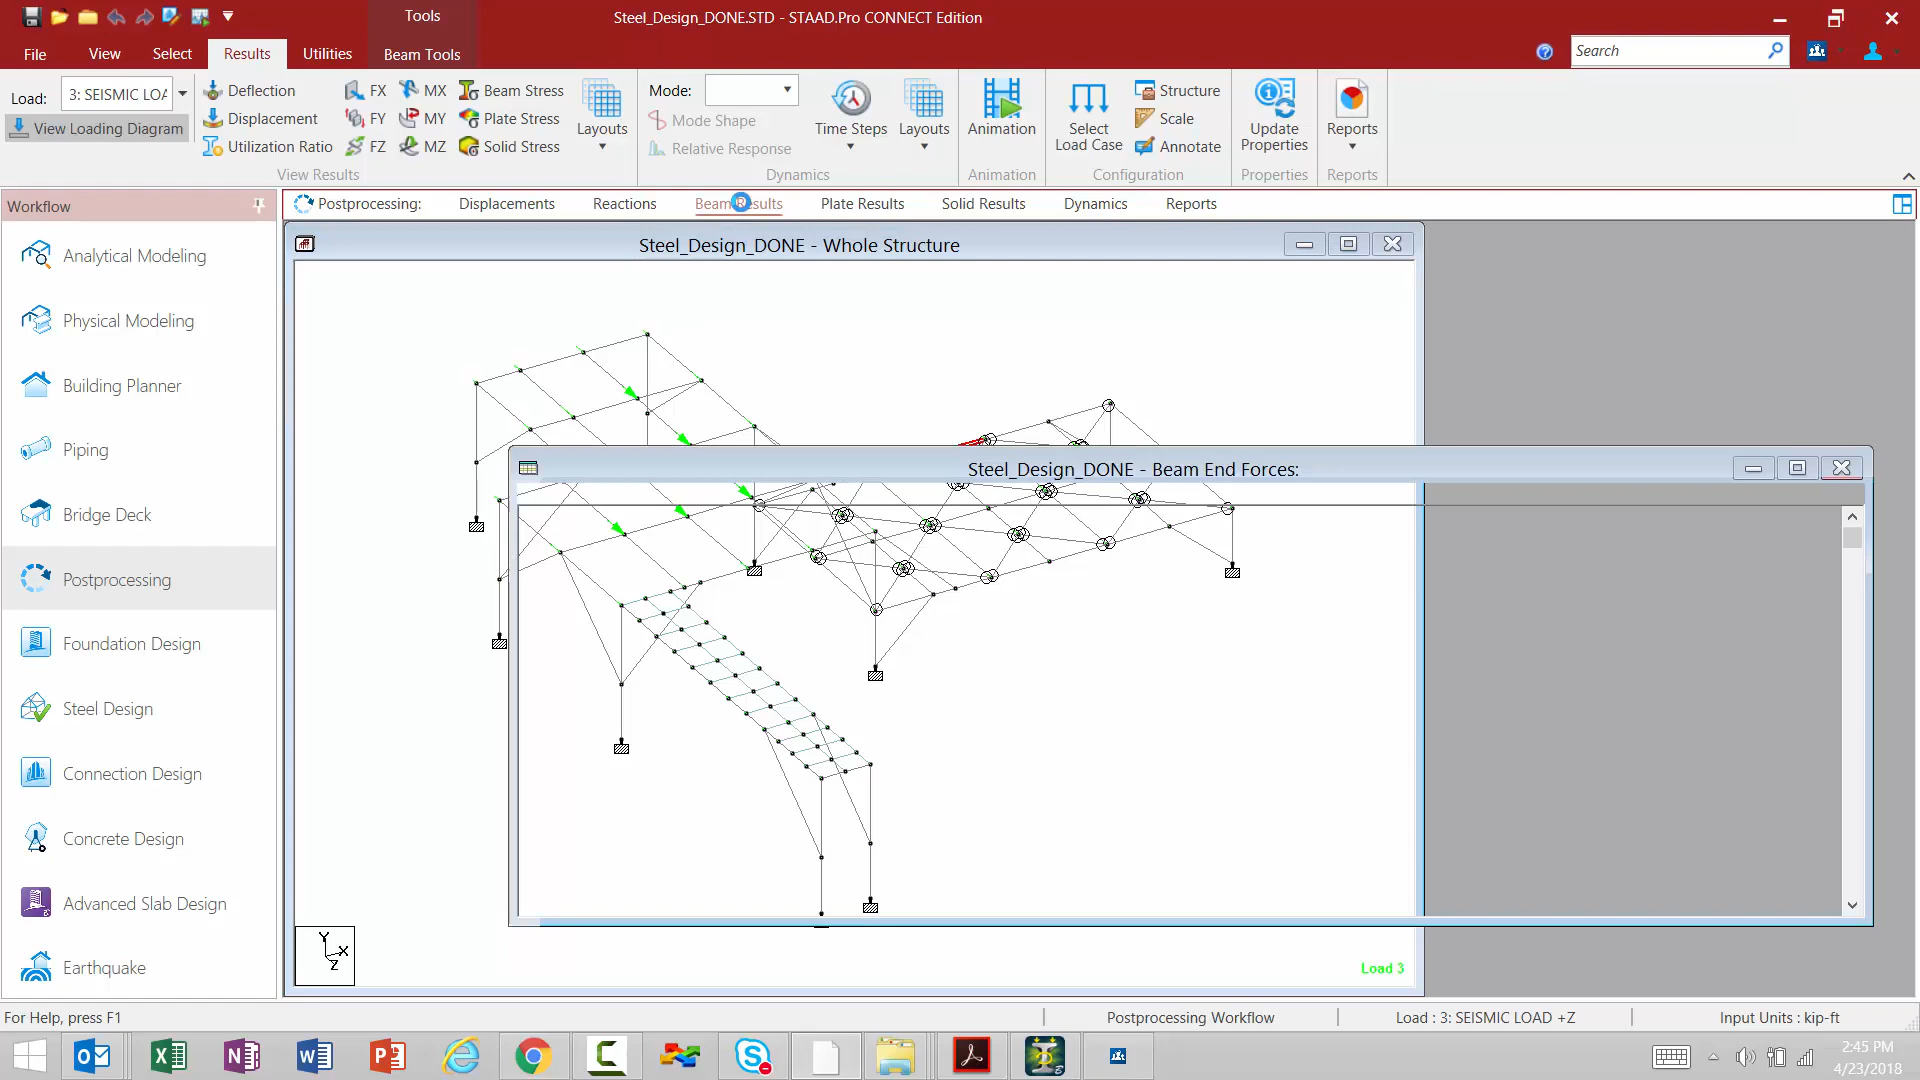 Tools
Steel_Design_DONE.STD - STAAD.Pro CONNECT Edition
File
View
Select
Results
Utilities
Beam Tools
Search
Load:
3: SEISMIC LOA
View Loading Diagram
Deflection
Displacement
Utilization Ratio
FX
FY
FZ
MX
MY
MZ
Beam Stress
Plate Stress
Solid Stress
Layouts
View Results
Mode:
Mode Shape
Relative Response
Time Steps
Layouts
Dynamics
Animation
Animation
Select
Load Case
Structure
Scale
Annotate
Configuration
Update
Properties
Properties
Reports
Reports
Workflow
Postprocessing:
Displacements
Reactions
Beam Results
Plate Results
Solid Results
Dynamics
Reports
Analytical Modeling
Physical Modeling
Building Planner
Piping
Bridge Deck
Postprocessing
Foundation Design
Steel Design
Connection Design
Concrete Design
Advanced Slab Design
Earthquake
Steel_Design_DONE - Whole Structure
Steel_Design_DONE - Beam End Forces:
Y
X
Z
Load 3
For Help, press F1
Postprocessing Workflow
Load : 3: SEISMIC LOAD +Z
Input Units : kip-ft
2:45 PM
4/23/2018